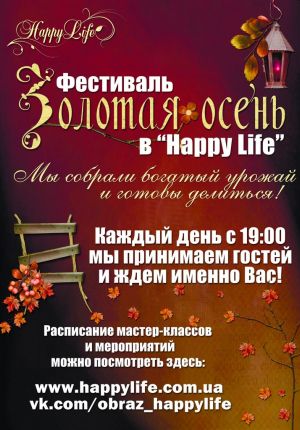 Happy Life
Фестиваль
Золотая осень
в "Happy Life"
Мы собрали богатый урожай
и готовы делиться!
Каждый день с 19:00
мы принимаем гостей
и ждем именно Вас!
Расписание мастер-классов
и мероприятий
можно посмотреть здесь:
www.happylife.com.ua
vk.com/obraz_happylife